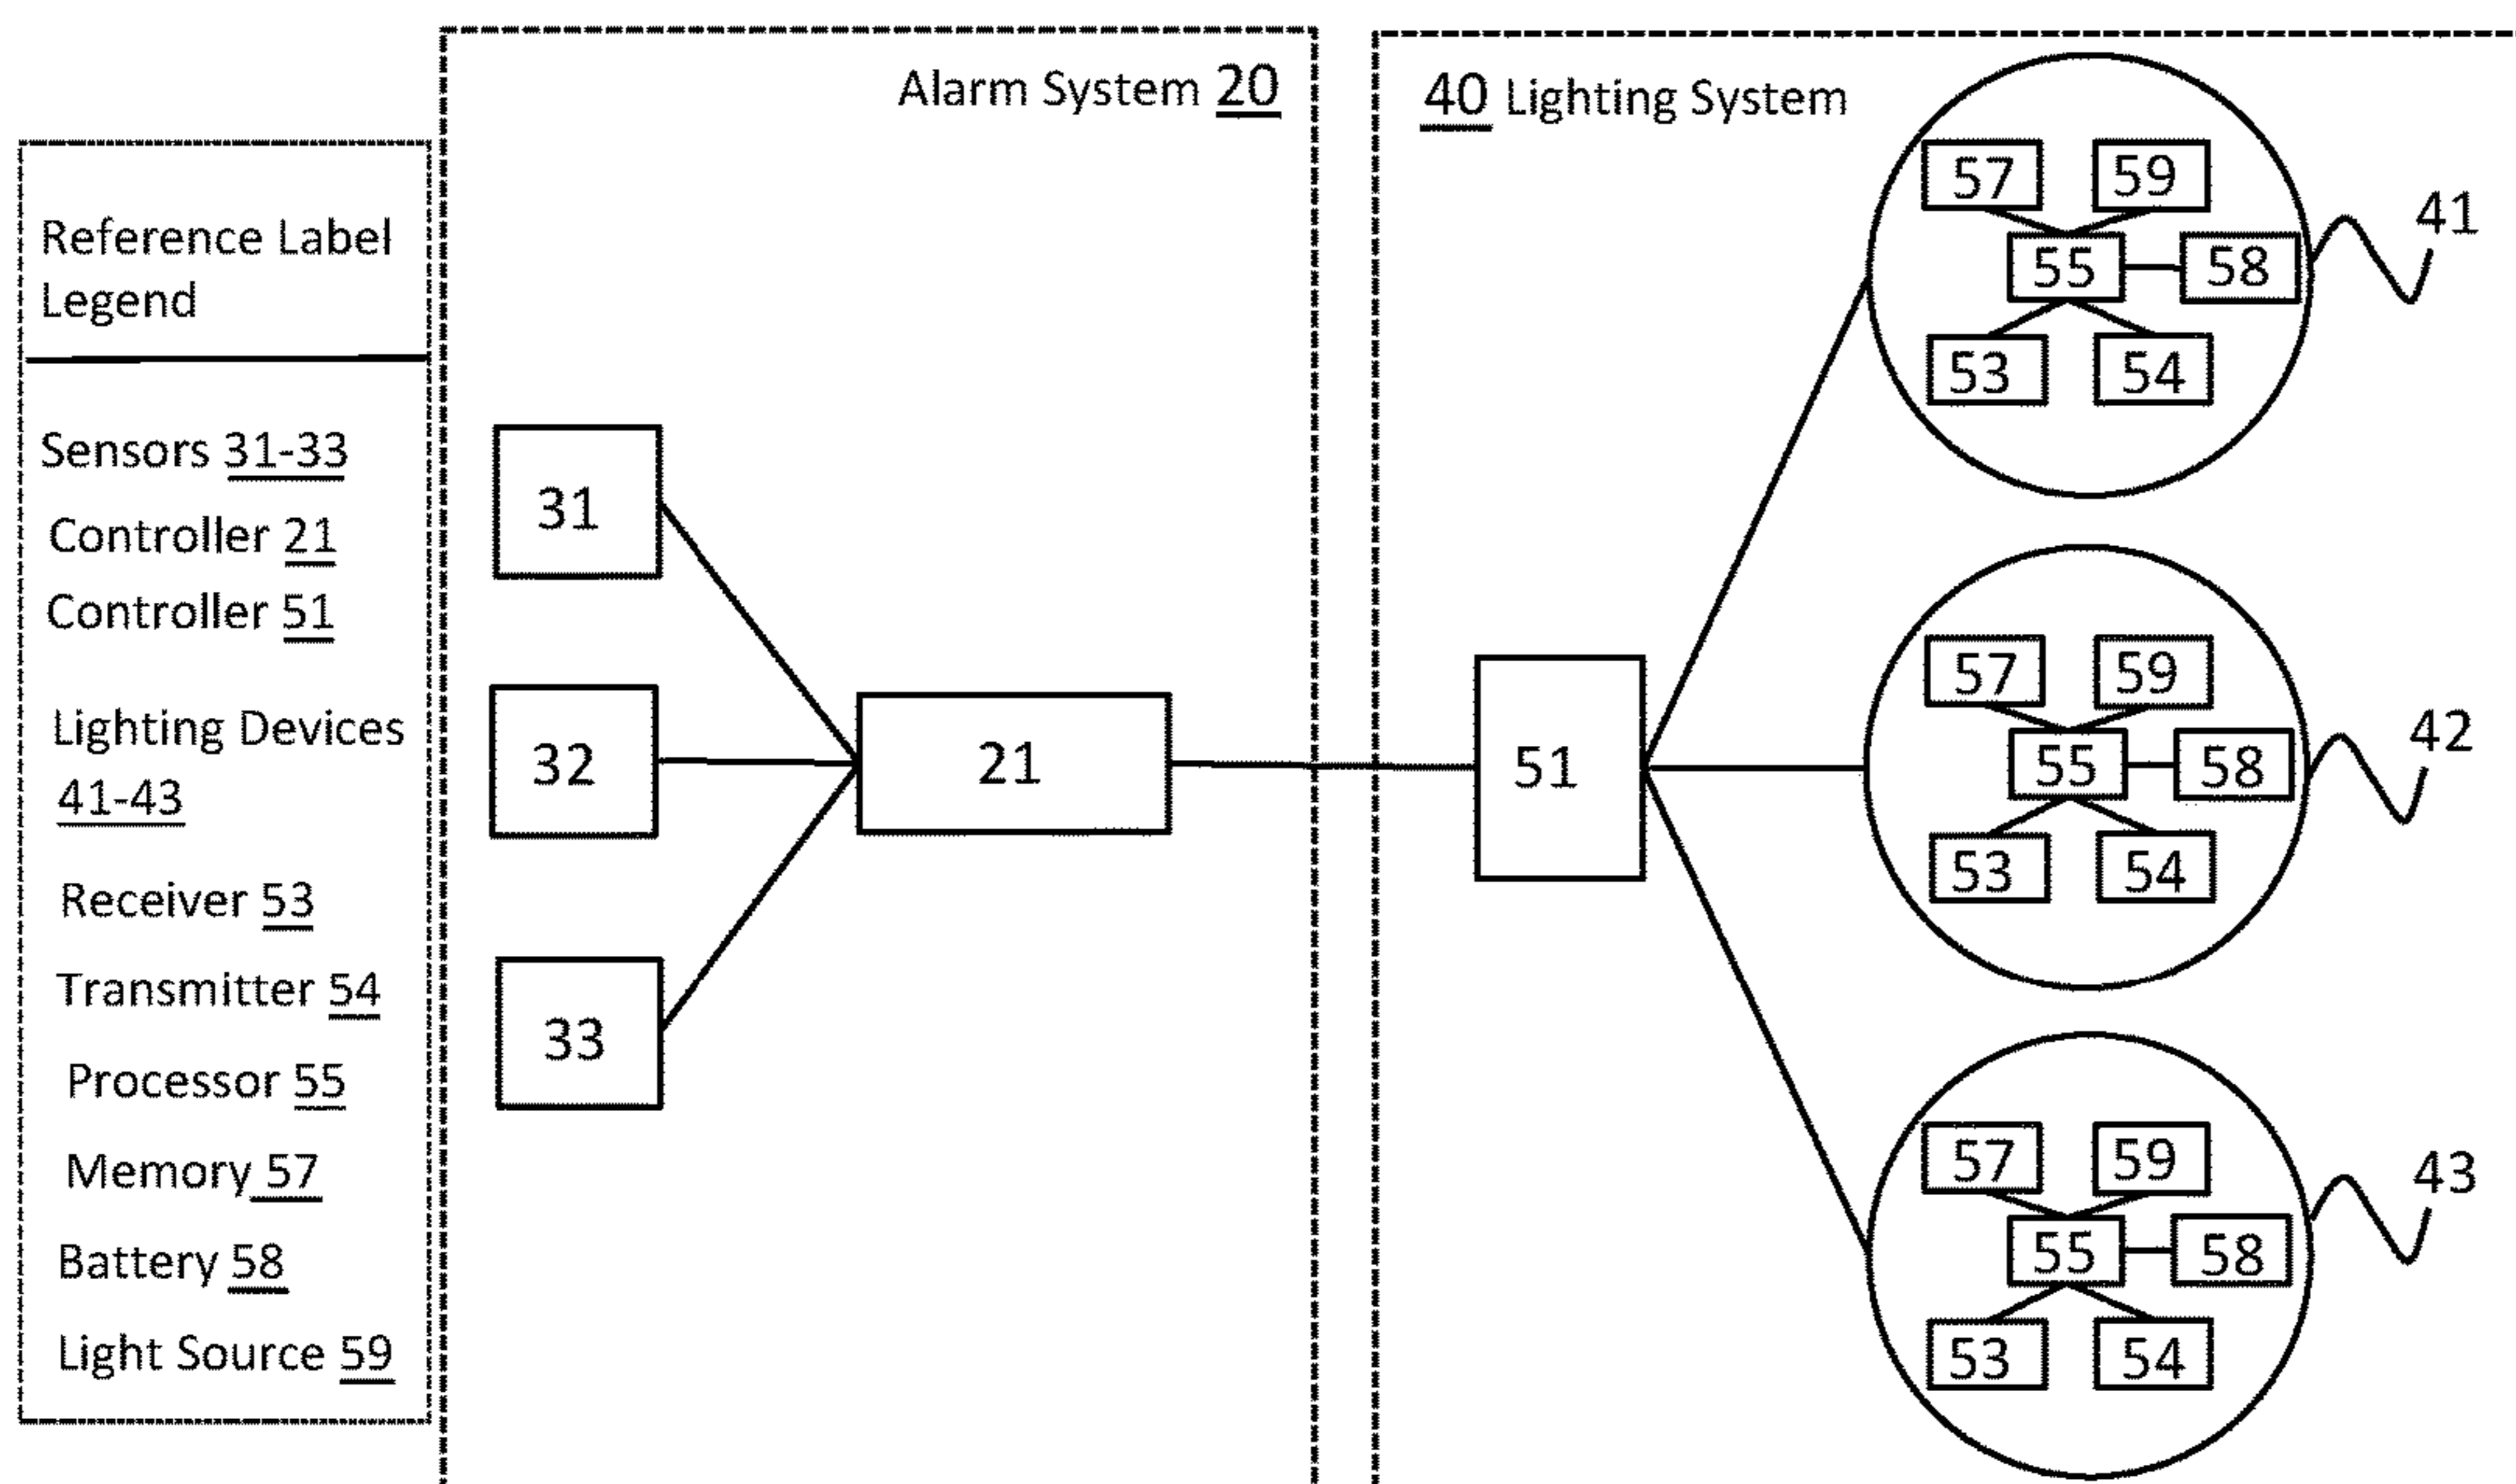 Reference Label
Legend
Sensors 31-33
Controller 21
Controller 51
Lighting Devices
41-43
Receiver 53
Transmitter 54
Processor 55
Memory 57
Battery 58
Light Source 59
Alarm System 20
31
32
33
21
40 Lighting System
51
57 59
55 58
53 54
41
57 59
55 58
53 54
42
57 59
55 58
53 54
43